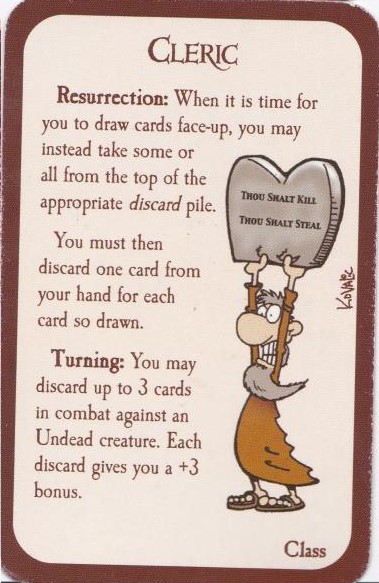 CLERIC
Resurrection: When it is time for
you to draw cards face-up, you may
instead take some or
all from the top of the
appropriate discard pile.
You must then
discard one card from
your hand for each
card so drawn.
Turning: You may
discard up to 3 cards
in combat against an
Undead creature. Each
discard gives you a +3
bonus.
THOU SHALT KILL
THOU SHALT STEAL
KOVALIC
Class